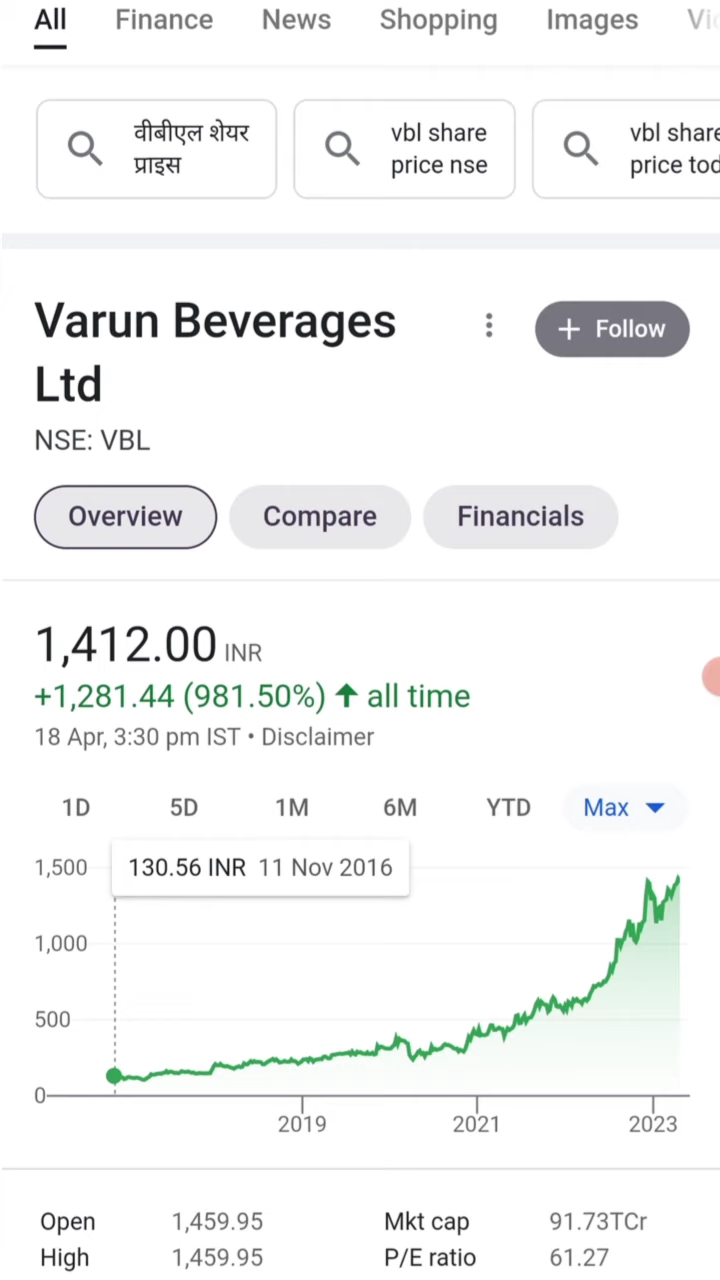 All Finance News Shopping Images
वीबीएल शेयर
प्राइस
vbl share
price nse
vbl share
price
Varun Beverages
Ltd
+ Follow
NSE: VBL
Overview Compare Financials
1,412.00 INR
+1,281.44 (981.50%) ↑ all time
18 Apr, 3:30 pm IST • Disclaimer
1D 5D 1M 6M YTD Max
130.56 INR 11 Nov 2016
1,500
1,000
500
0
2019 2021 2023
Open 1,459.95 Mkt cap 91.73TCr
High 1,459.95 P/E ratio 61.27